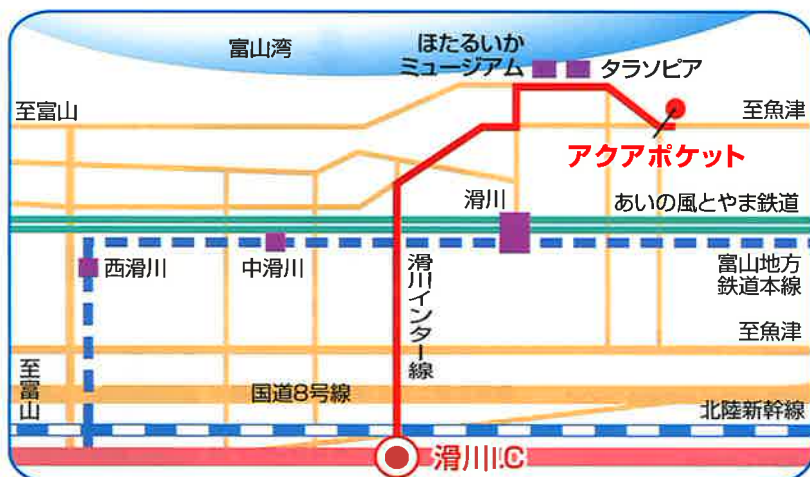 富山湾
ほたるいか
ミュージアム
タラソピア
至富山
至魚津
アクアポケット
滑川
あいの風とやま鉄道
西滑川
中滑川
滑川インター線
富山地方
鉄道本線
至魚津
至富山
国道8号線
北陸新幹線
滑川I.C